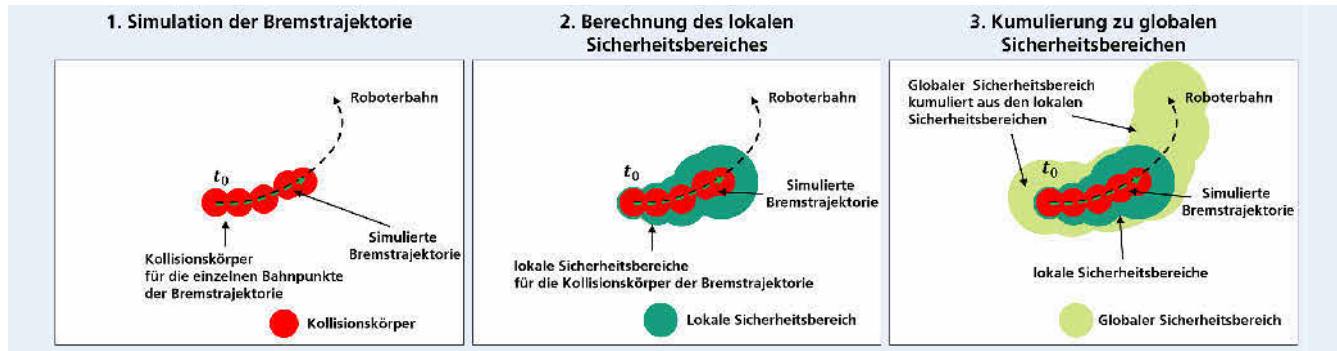 1. Simulation der Bremstrajektorie
Roboterbahn
t₀
Simulierte
Bremstrajektorie
Kollisionskörper
für die einzelnen Bahnpunkte
der Bremstrajektorie
Kollisionskörper
2. Berechnung des lokalen
Sicherheitsbereiches
Roboterbahn
t₀
Simulierte
Bremstrajektorie
lokale Sicherheitsbereiche
für die Kollisionskörper der Bremstrajektorie
Lokale Sicherheitsbereich
3. Kumulierung zu globalen
Sicherheitsbereichen
Globaler Sicherheitsbereich
kumuliert aus den lokalen
Sicherheitsbereichen
Roboterbahn
t₀
Simulierte
Bremstrajektorie
lokale Sicherheitsbereiche
Globaler Sicherheitsbereich